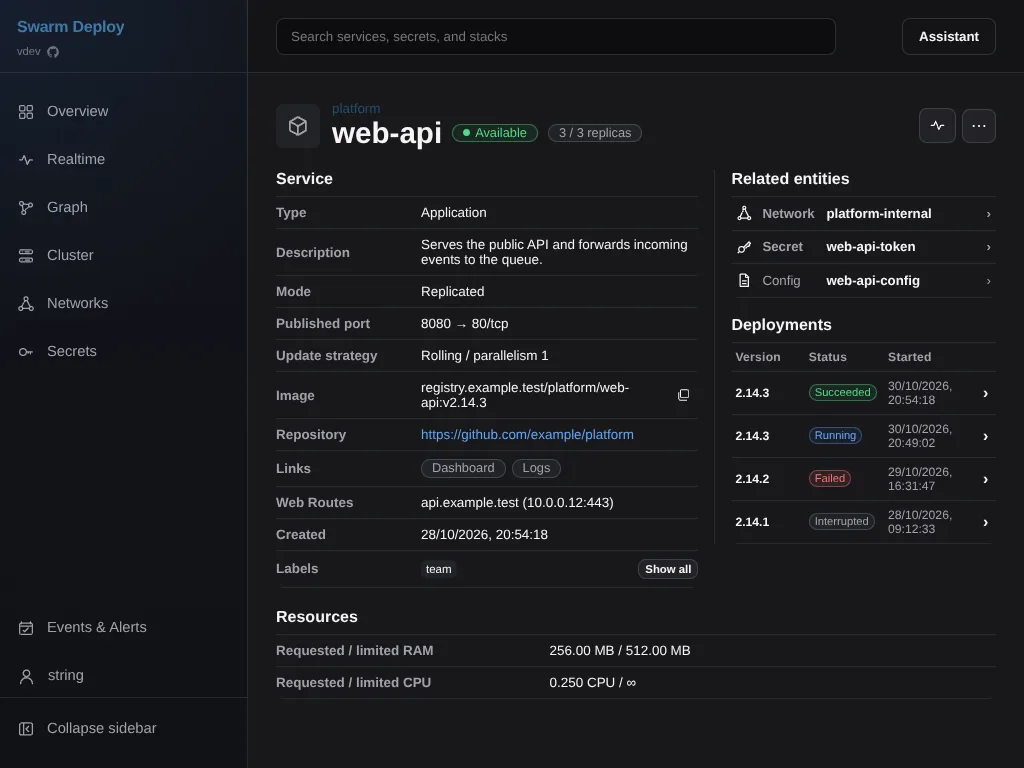 Swarm Deploy
vdev
Search services, secrets, and stacks
Assistant
Overview
Realtime
Graph
Cluster
Networks
Secrets
Events & Alerts
string
Collapse sidebar
platform
web-api
Available
3 / 3 replicas
Service
Type Application
Description Serves the public API and forwards incoming
events to the queue.
Mode Replicated
Published port 8080 → 80/tcp
Update strategy Rolling / parallelism 1
Image registry.example.test/platform/web-
api:v2.14.3
Repository https://github.com/example/platform
Links Dashboard Logs
Web Routes api.example.test (10.0.0.12:443)
Created 28/10/2026, 20:54:18
Labels team Show all
Related entities
Network platform-internal
Secret web-api-token
Config web-api-config
Deployments
Version Status Started
2.14.3 Succeeded 30/10/2026,
20:54:18
2.14.3 Running 30/10/2026,
20:49:02
2.14.2 Failed 29/10/2026,
16:31:47
2.14.1 Interrupted 28/10/2026,
09:12:33
Resources
Requested / limited RAM 256.00 MB / 512.00 MB
Requested / limited CPU 0.250 CPU / ∞